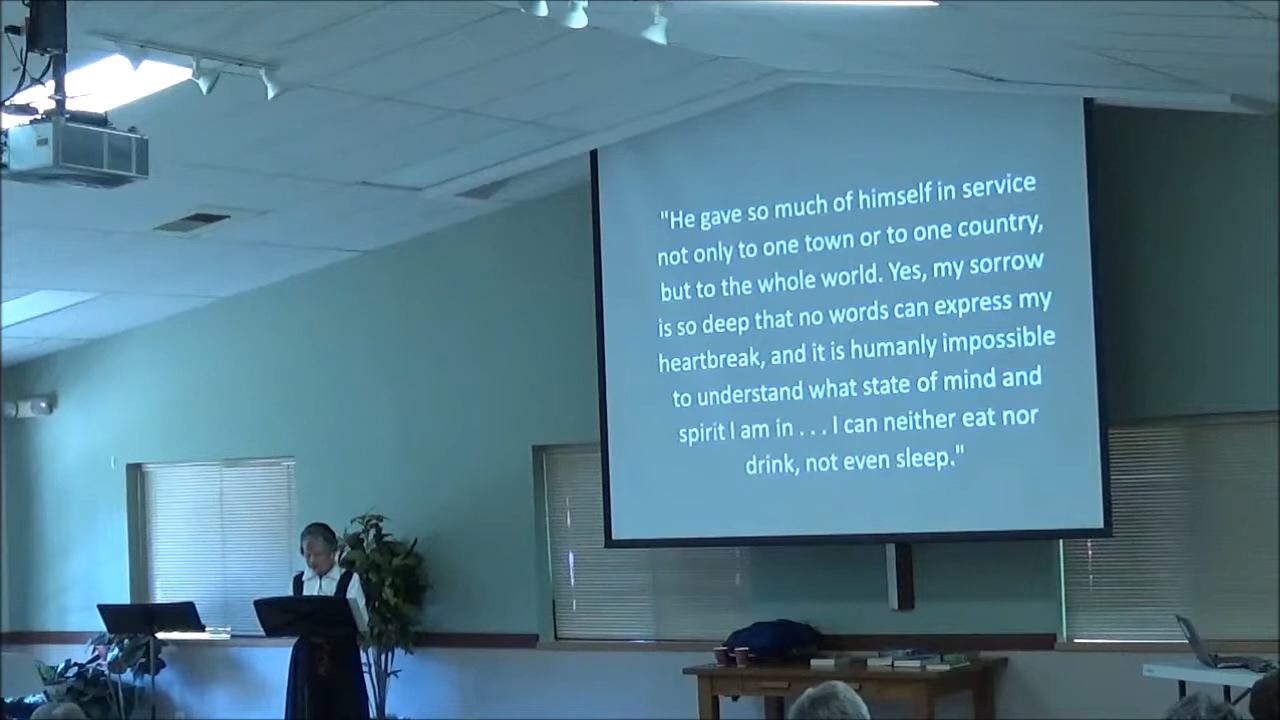 "He gave so much of himself in service
not only to one town or to one country,
but to the whole world. Yes, my sorrow
is so deep that no words can express my
heartbreak, and it is humanly impossible
to understand what state of mind and
spirit I am in . . . I can neither eat nor
drink, not even sleep."